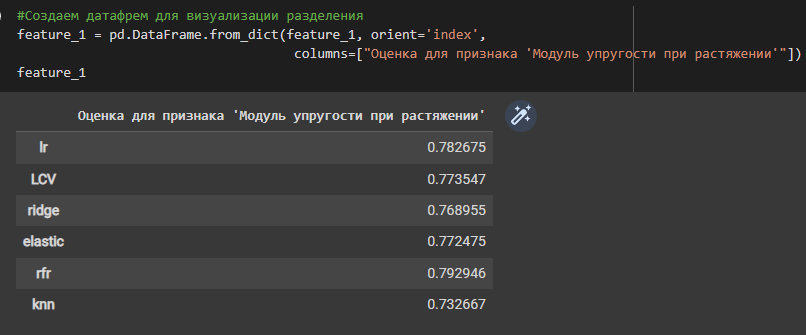 #Создаем датафрем для визуализации разделения
feature_1 = pd.DataFrame.from_dict(feature_1, orient='index',
columns=["Оценка для признака 'Модуль упругости при растяжении'"])
feature_1
Оценка для признака 'Модуль упругости при растяжении'
lr 0.782675
LCV 0.773547
ridge 0.768955
elastic 0.772475
rfr 0.792946
knn 0.732667